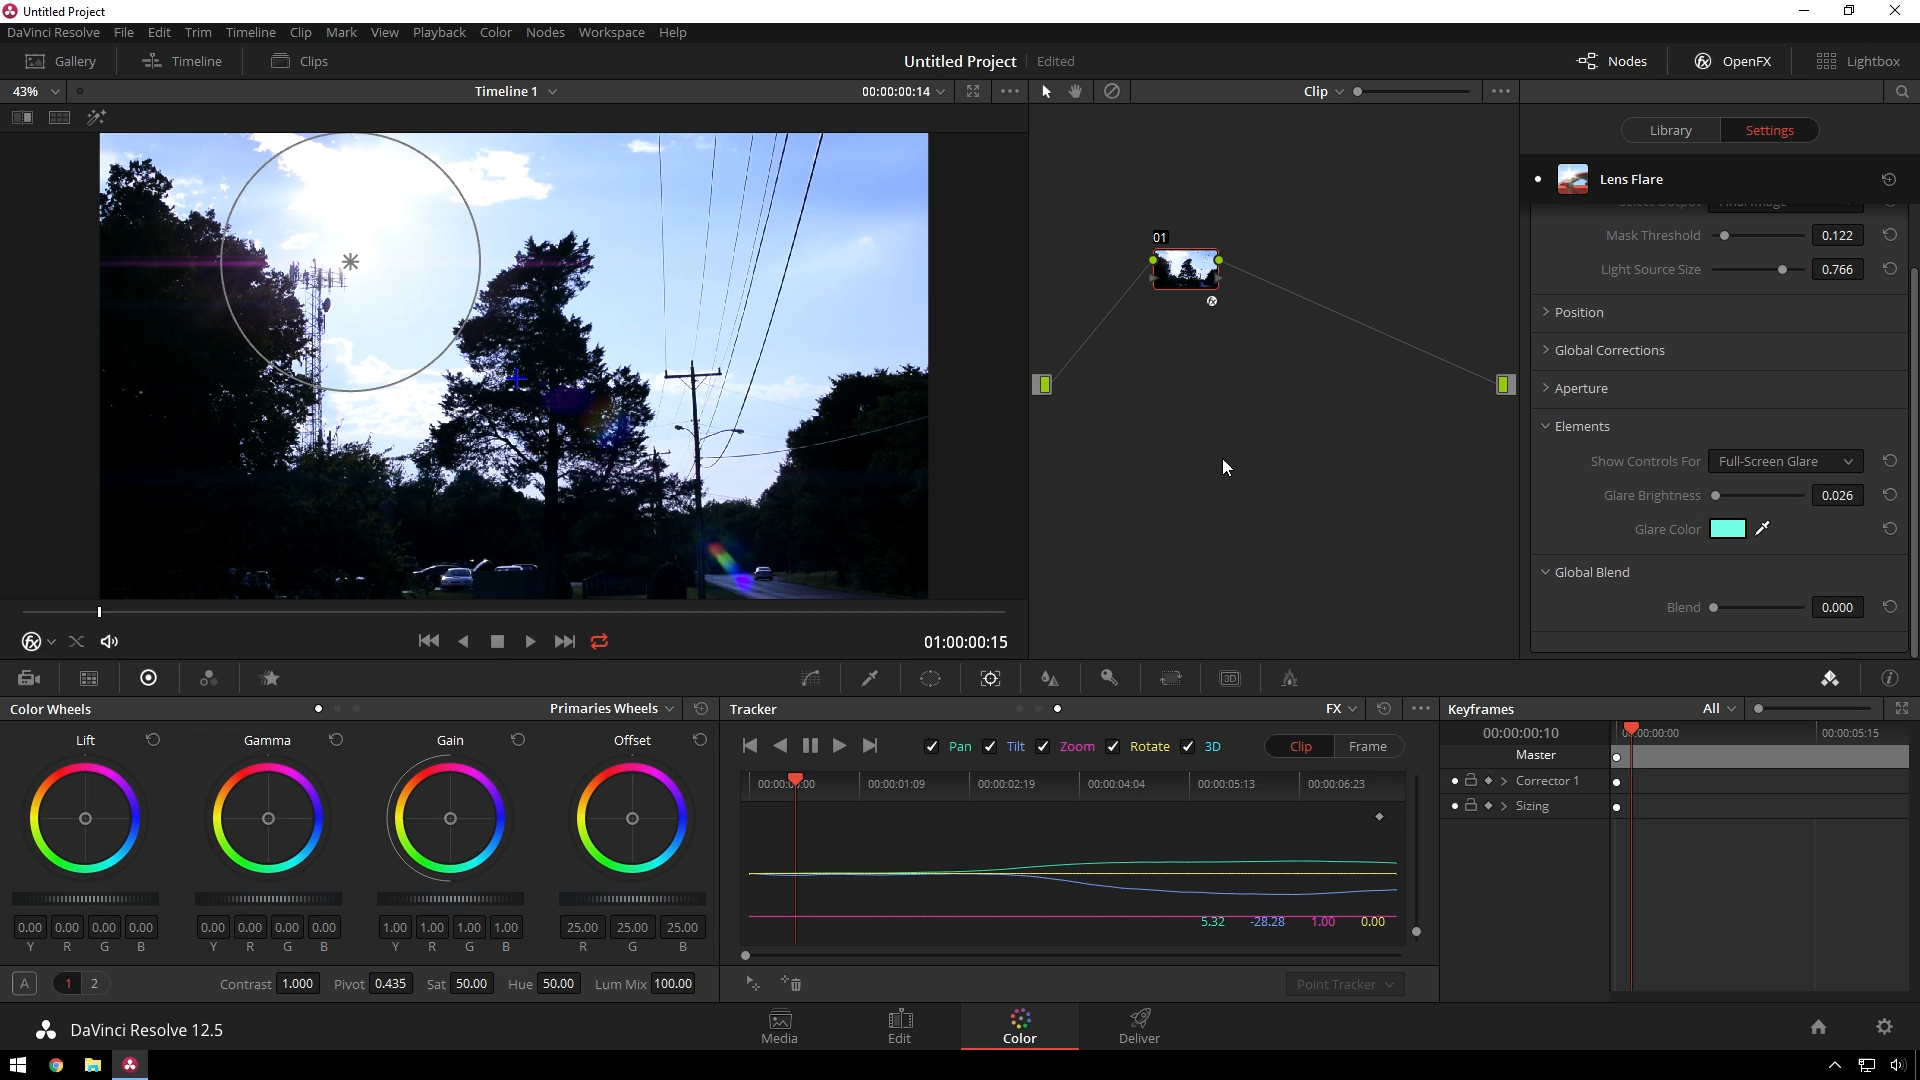 Untitled Project
DaVinci Resolve File Edit Trim Timeline Clip Mark View Playback Color Nodes Workspace Help
Gallery Timeline Clips Untitled Project Edited Nodes OpenFX Lightbox
43% Timeline 1 00:00:00:14 Clip
Library Settings
Lens Flare
01
Mask Threshold 0.122
Light Source Size 0.766
Position
Global Corrections
Aperture
Elements
Show Controls For Full-Screen Glare
Glare Brightness 0.026
Glare Color
Global Blend
Blend 0.000
01:00:00:15
3D
Color Wheels Primaries Wheels Tracker FX Keyframes All
Lift Gamma Gain Offset
Pan Tilt Zoom Rotate 3D Clip Frame
00:00:00:10 00:00:05:15
Master
Corrector 1
Sizing
00:00:01:09 00:00:02:19 00:00:04:04 00:00:05:13 00:00:06:23
5.32 -28.28 1.00 0.00
0.00 0.00 0.00 0.00 0.00 0.00 0.00 0.00 1.00 1.00 1.00 1.00 25.00 25.00 25.00
Y R G B Y R G B Y R G B R G B
A 1 2 Contrast 1.000 Pivot 0.435 Sat 50.00 Hue 50.00 Lum Mix 100.00
Point Tracker
DaVinci Resolve 12.5
Media Edit Color Deliver